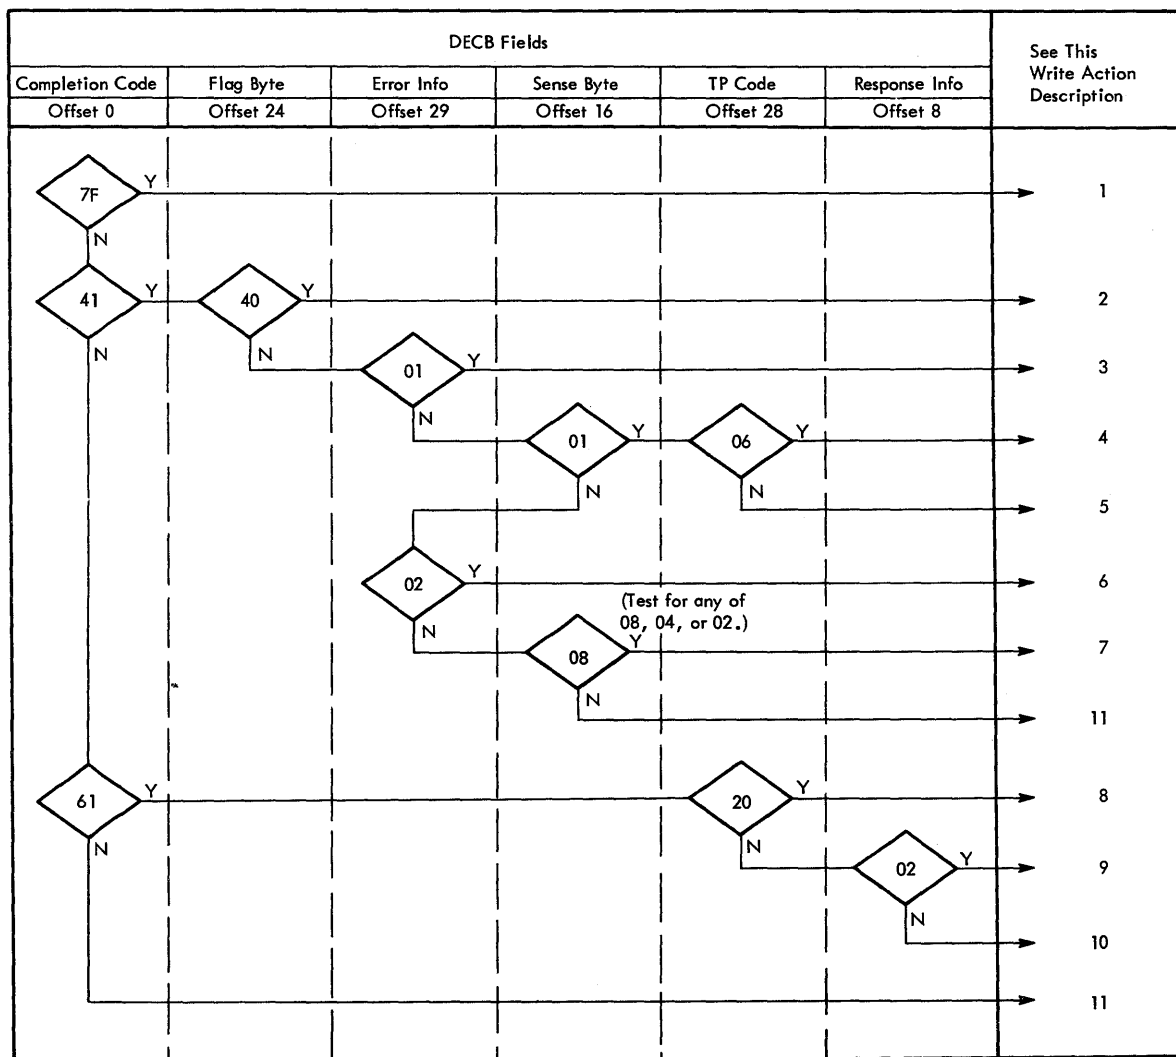 DECB Fields
See This
Write Action
Description
Completion Code Flag Byte Error Info Sense Byte TP Code Response Info
Offset 0 Offset 24 Offset 29 Offset 16 Offset 28 Offset 8
7F Y 1
N
41 Y 40 Y 2
N N
01 Y 3
N
01 Y 06 Y 4
N N
5
02 Y 6
(Test for any of
08, 04, or 02.)
N
08 Y 7
N
11
61 Y 20 Y 8
N N
02 Y 9
N
10
11